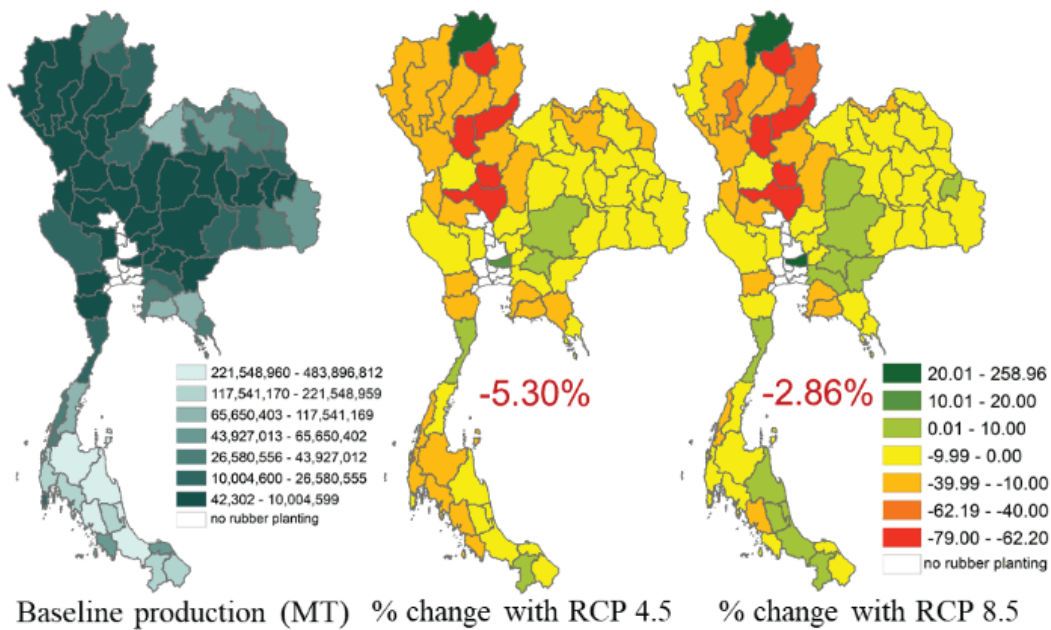 221,548,960 - 483,896,812
117,541,170 - 221,548,959
65,650,403 - 117,541,169
43,927,013 - 65,650,402
26,580,556 - 43,927,012
10,004,600 - 26,580,555
42,302 - 10,004,599
no rubber planting
-5.30%
-2.86%
20.01 - 258.96
10.01 - 20.00
0.01 - 10.00
-9.99 - 0.00
-39.99 - -10.00
-62.19 - -40.00
-79.00 - -62.20
no rubber planting
Baseline production (MT)
% change with RCP 4.5
% change with RCP 8.5